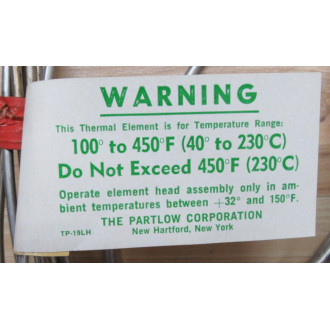 WARNING
This Thermal Element is for Temperature Range:
100° to 450°F (40° to 230°C)
Do Not Exceed 450°F (230°C)
Operate element head assembly only in am-
bient temperatures between +32° and 150°F.
THE PARTLOW CORPORATION
New Hartford, New York
TP-19LH